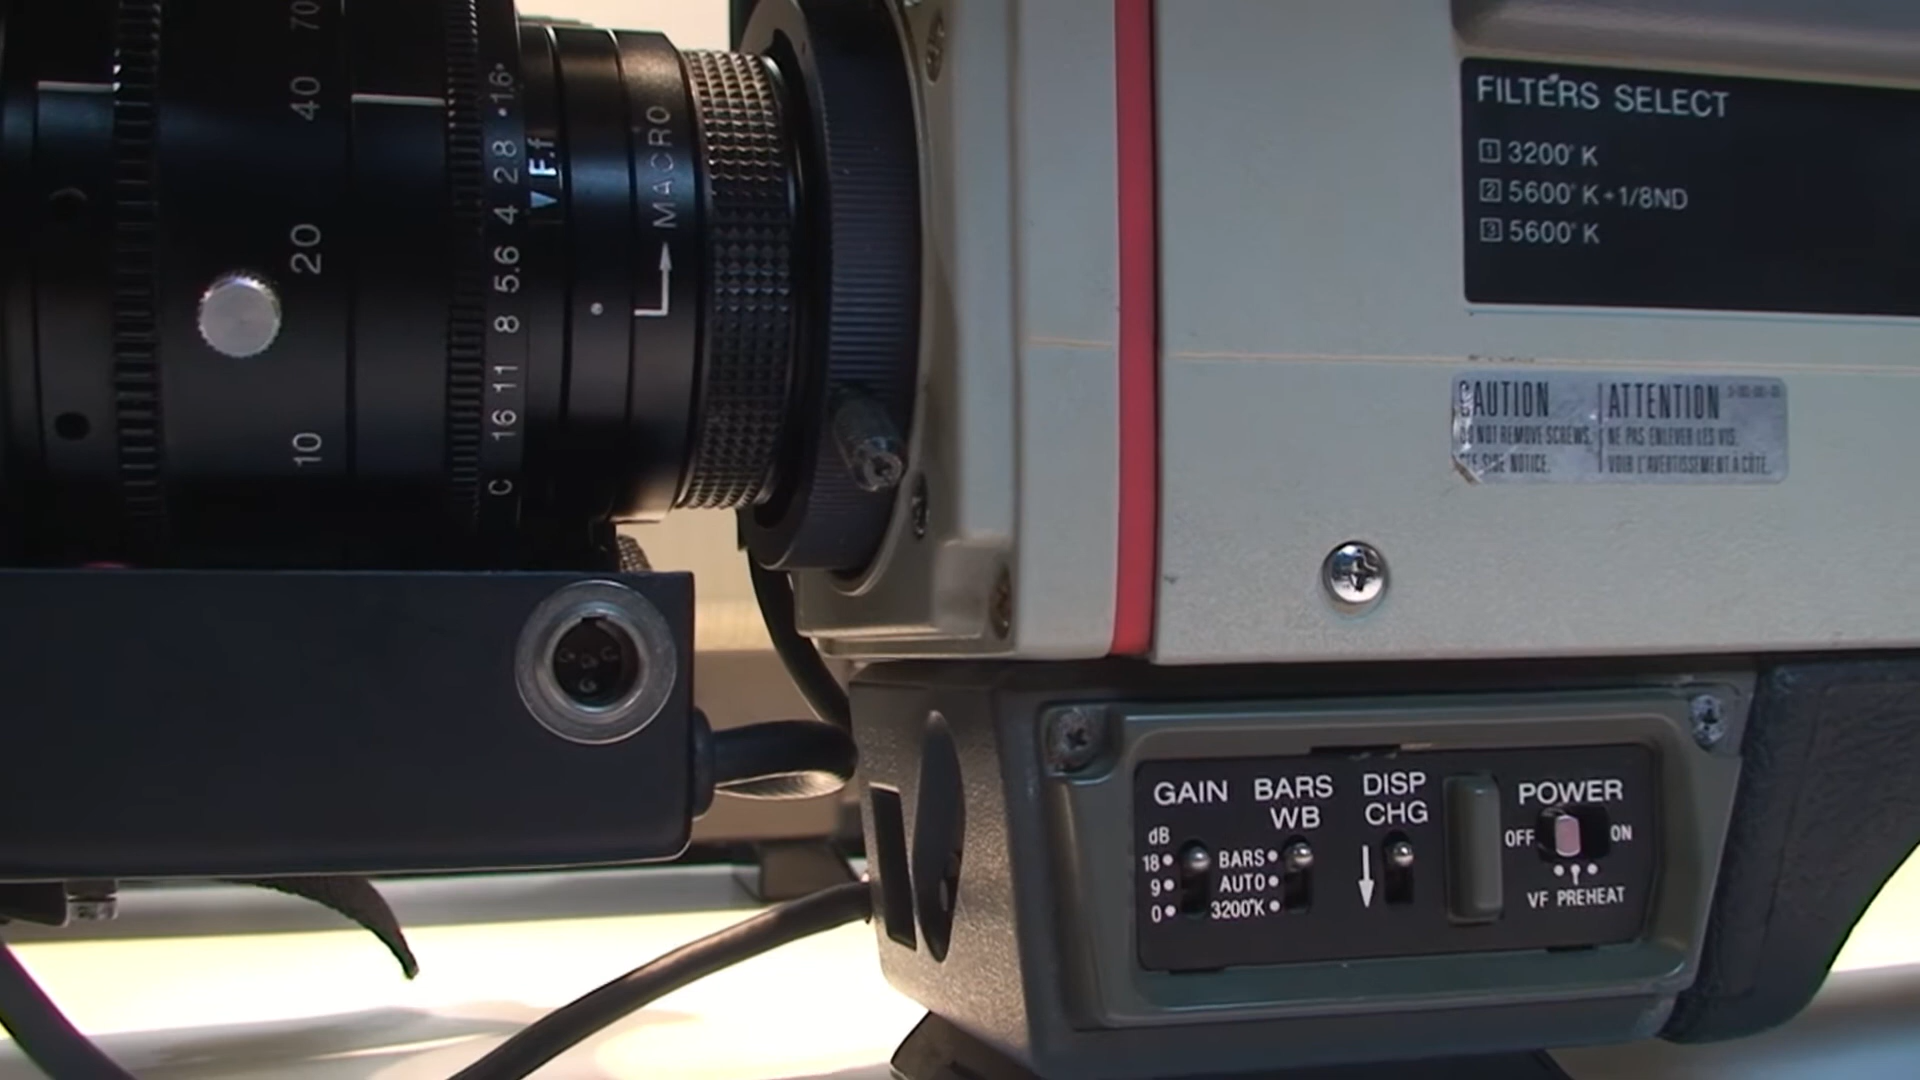 70
40
20
10
C 16 11 8 5.6 4 2.8 • 1.6
F.f
MACRO
FILTERS SELECT
1 3200° K
2 5600° K + 1/8ND
3 5600° K
CAUTION
DO NOT REMOVE SCREWS.
SEE SIDE NOTICE.
ATTENTION
NE PAS ENLEVER LES VIS.
VOIR L'AVERTISSEMENT À CÔTÉ.
GAIN
dB
18
9
0
BARS
WB
BARS
AUTO
3200°K
DISP
CHG
POWER
OFF
ON
VF PREHEAT